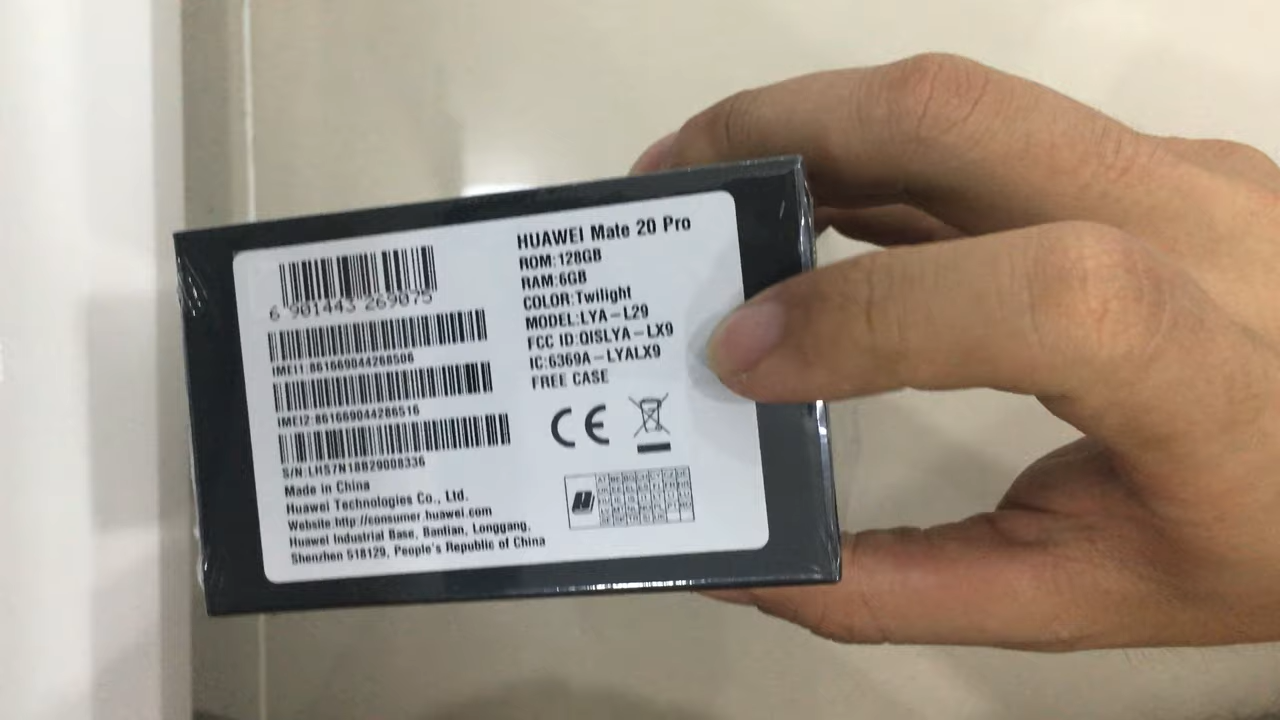 6 901443 269075
IMEI1:861669044268506
IMEI2:861669044286516
S/N:LHS7N18829008336
Made in China
Huawei Technologies Co., Ltd.
Website:http://consumer.huawei.com
Huawei Industrial Base, Bantian, Longgang,
Shenzhen 518129, People's Republic of China
HUAWEI Mate 20 Pro
ROM:128GB
RAM:6GB
COLOR:Twilight
MODEL:LYA-L29
FCC ID:QISLYA-LX9
IC:6369A-LYALX9
FREE CASE
CE